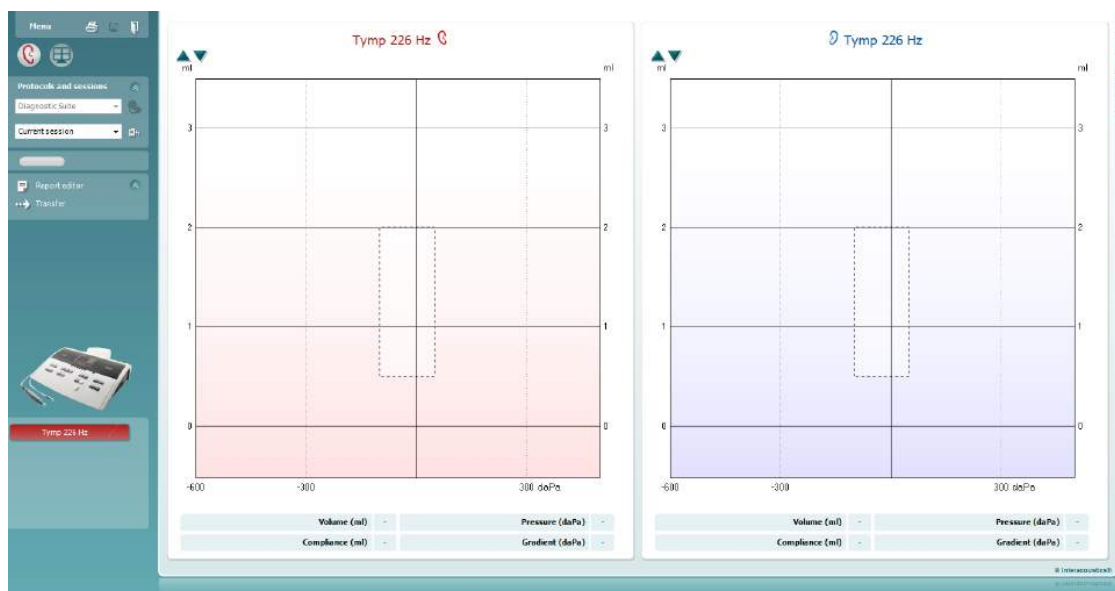 Menu
Protocols and sessions
Diagnostic Suite
Current session
Report editor
Transfer
Tymp 226 Hz
Tymp 226 Hz
ml
ml
3
3
2
2
1
1
0
0
-600
-300
300 daPa
Volume (ml) -
Pressure (daPa) -
Compliance (ml) -
Gradient (daPa) -
Tymp 226 Hz
ml
ml
3
3
2
2
1
1
0
0
-600
-300
300 daPa
Volume (ml) -
Pressure (daPa) -
Compliance (ml) -
Gradient (daPa) -
® Interacoustics®